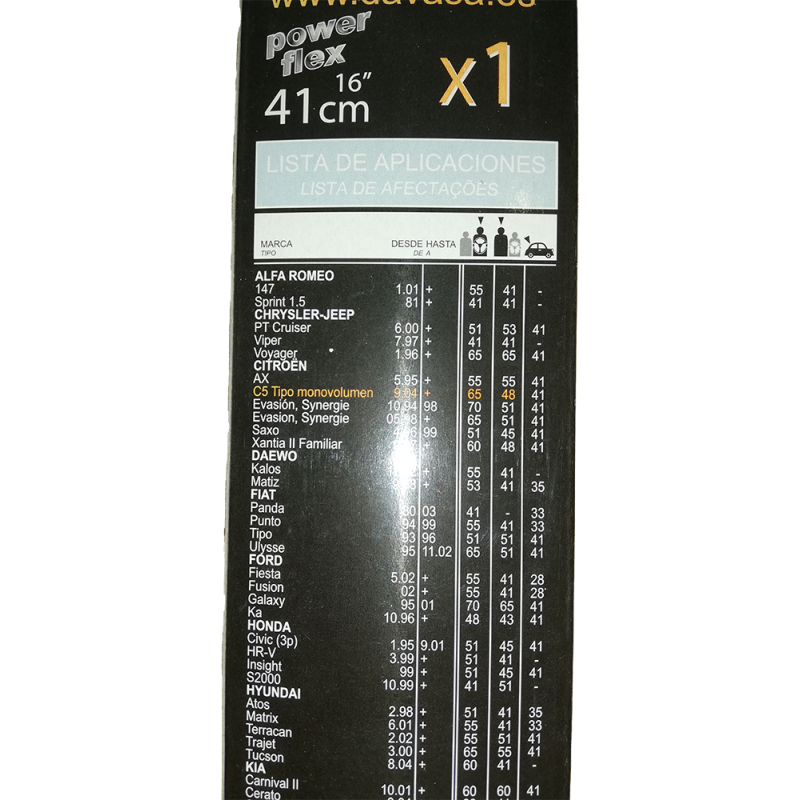 www.davasa.es
power
flex
16”
41cm
x1
LISTA DE APLICACIONES
LISTA DE AFECTAÇÕES
MARCA DESDE HASTA
TIPO DE A
ALFA ROMEO
147 1.01 + 55 41 -
Sprint 1.5 81 + 41 41 -
CHRYSLER-JEEP
PT Cruiser 6.00 + 51 53 41
Viper 7.97 + 41 41 -
Voyager 1.96 + 65 65 41
CITROËN
AX 5.95 + 55 55 41
C5 Tipo monovolumen 9.04 + 65 48 41
Evasión, Synergie 10.94 98 70 51 41
Evasion, Synergie + 65 51 41
Saxo 99 51 45 41
Xantia II Familiar + 60 48 41
DAEWO
Kalos + 55 41 -
Matiz + 53 41 35
FIAT
Panda 80 03 41 - 33
Punto 94 99 55 41 33
Tipo 93 96 51 51 41
Ulysse 95 11.02 65 51 41
FORD
Fiesta 5.02 + 55 41 28
Fusion 02 + 55 41 28
Galaxy 95 01 70 65 41
Ka 10.96 + 48 43 41
HONDA
Civic (3p) 1.95 9.01 51 45 41
HR-V 3.99 + 51 41 -
Insight 99 + 51 45 41
S2000 10.99 + 41 51 -
HYUNDAI
Atos 2.98 + 51 41 35
Matrix 6.01 + 55 41 33
Terracan 2.02 + 55 51 41
Trajet 3.00 + 65 55 41
Tucson 8.04 + 60 41 -
KIA
Carnival II 10.01 + 60 60 41
Cerato